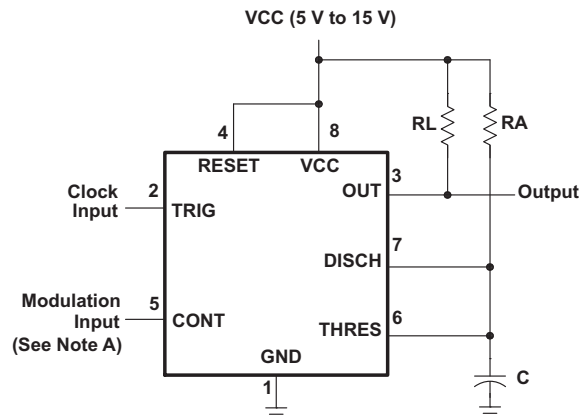 VCC (5 V to 15 V)
4
8
RL
RA
RESET
VCC
3
Clock
Input
2
TRIG
OUT
Output
7
DISCH
Modulation
Input
(See Note A)
5
CONT
6
THRES
GND
1
C